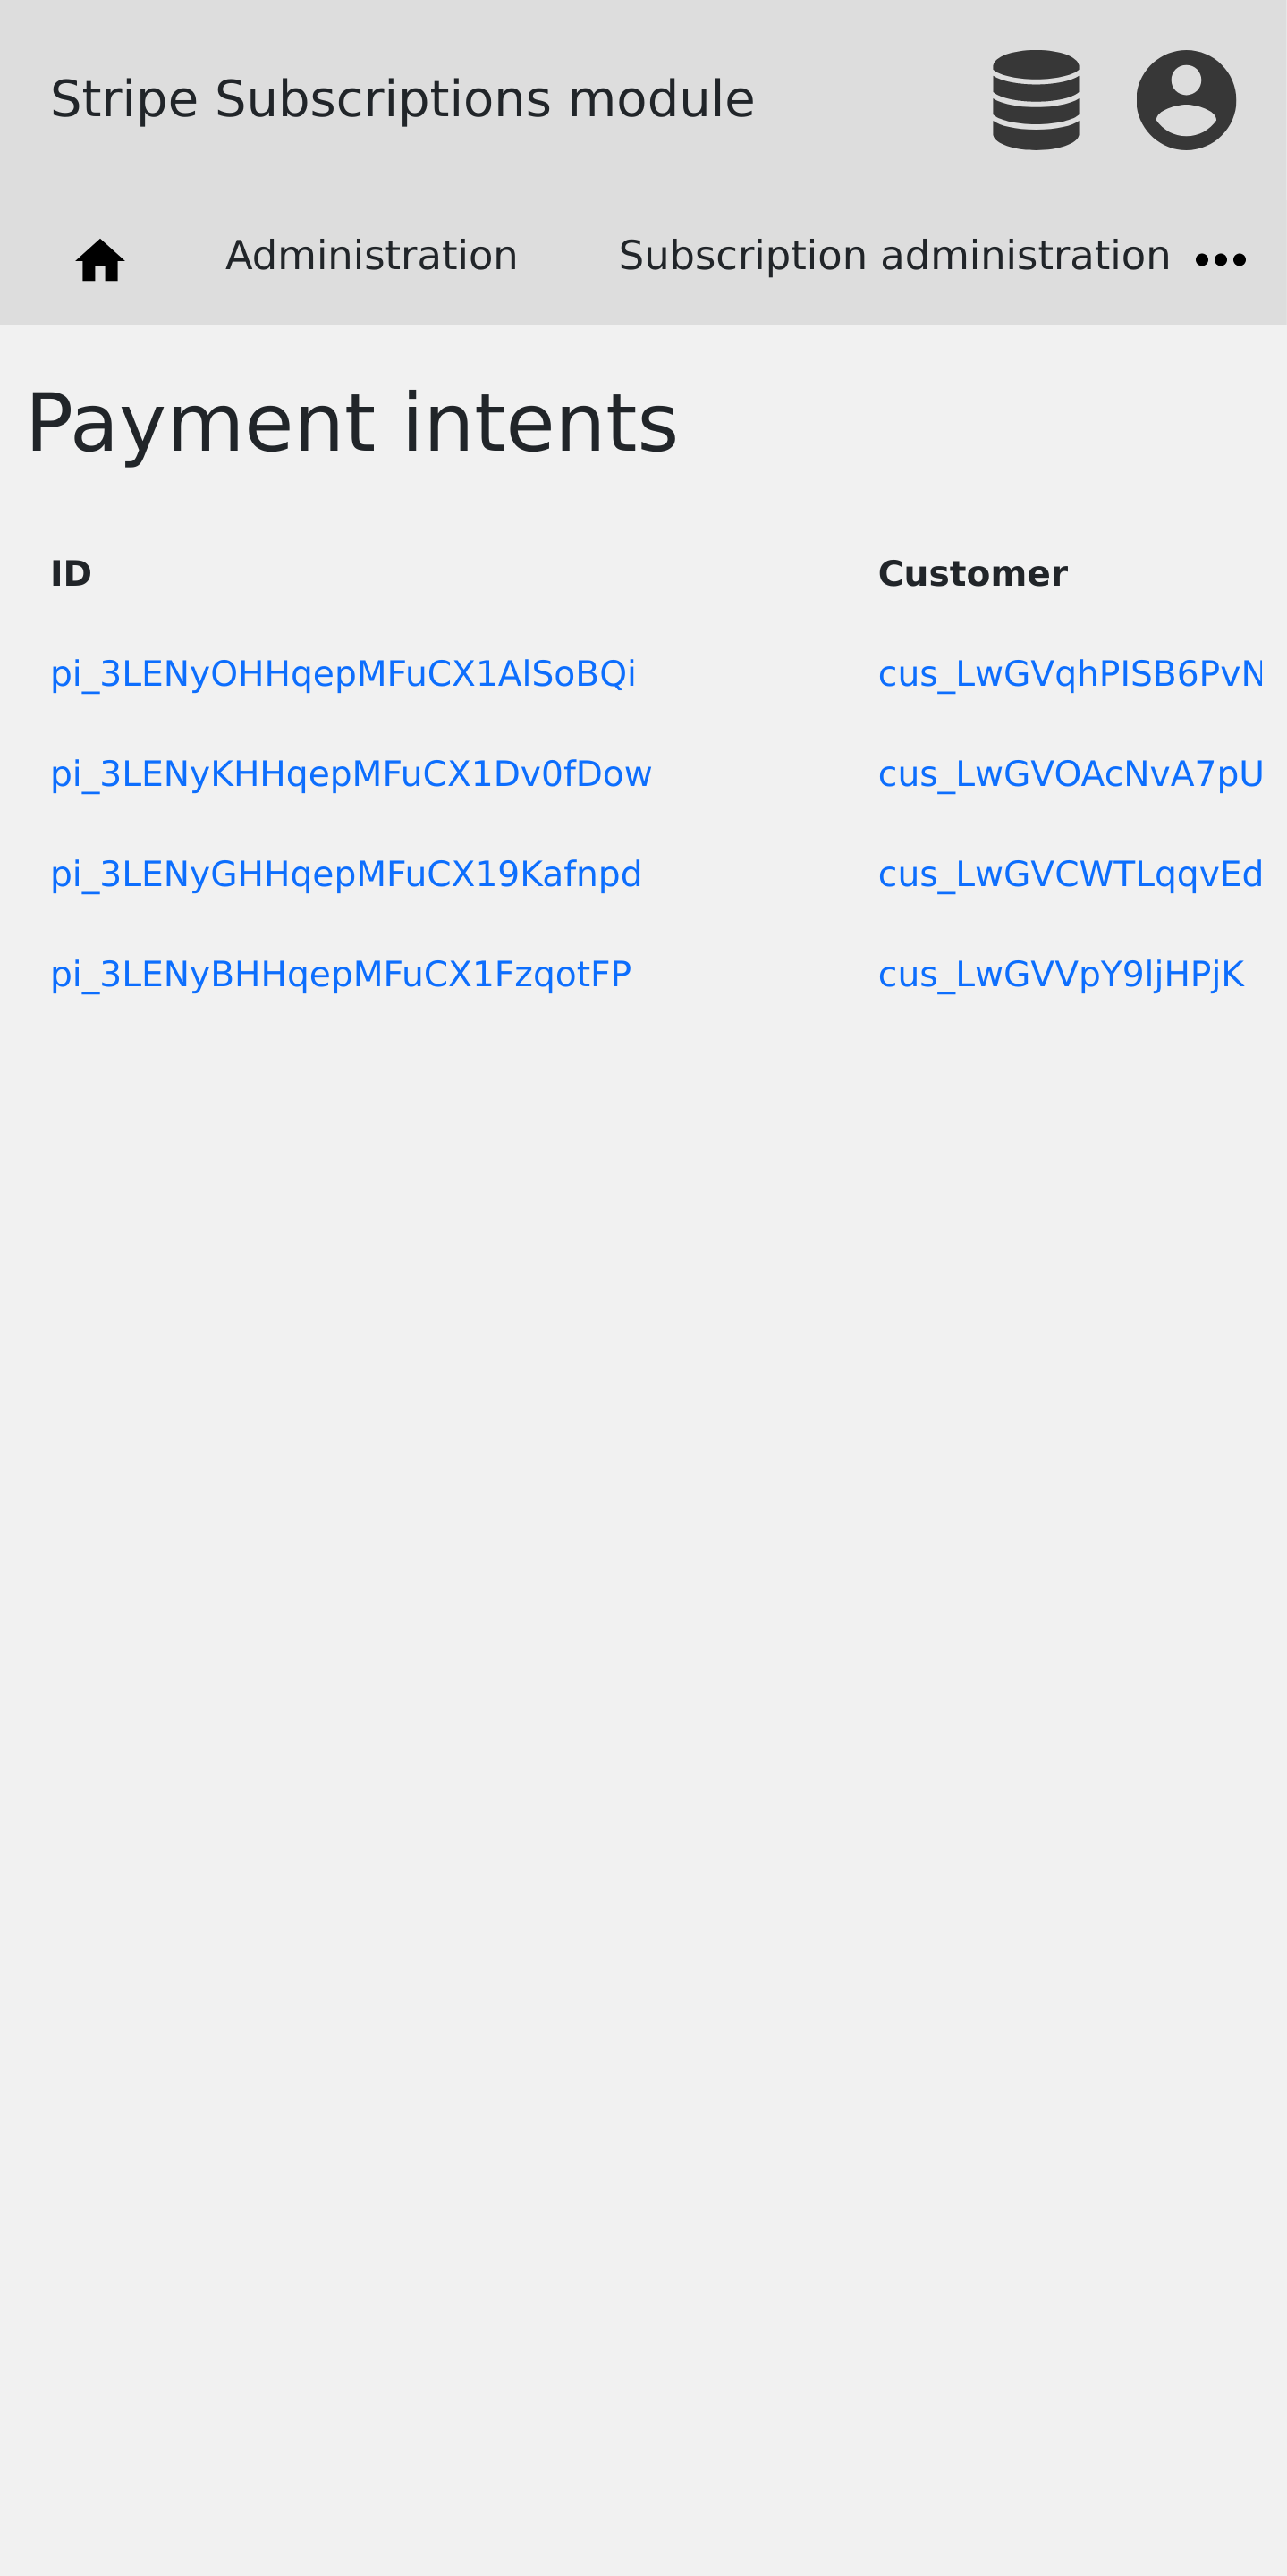 Stripe Subscriptions module
Administration Subscription administration
Payment intents
ID Customer
pi_3LENyOHHqepMFuCX1AlSoBQi cus_LwGVqhPISB6PvN
pi_3LENyKHHqepMFuCX1Dv0fDow cus_LwGVOAcNvA7pU
pi_3LENyGHHqepMFuCX19Kafnpd cus_LwGVCWTLqqvEd
pi_3LENyBHHqepMFuCX1FzqotFP cus_LwGVVpY9ljHPjK